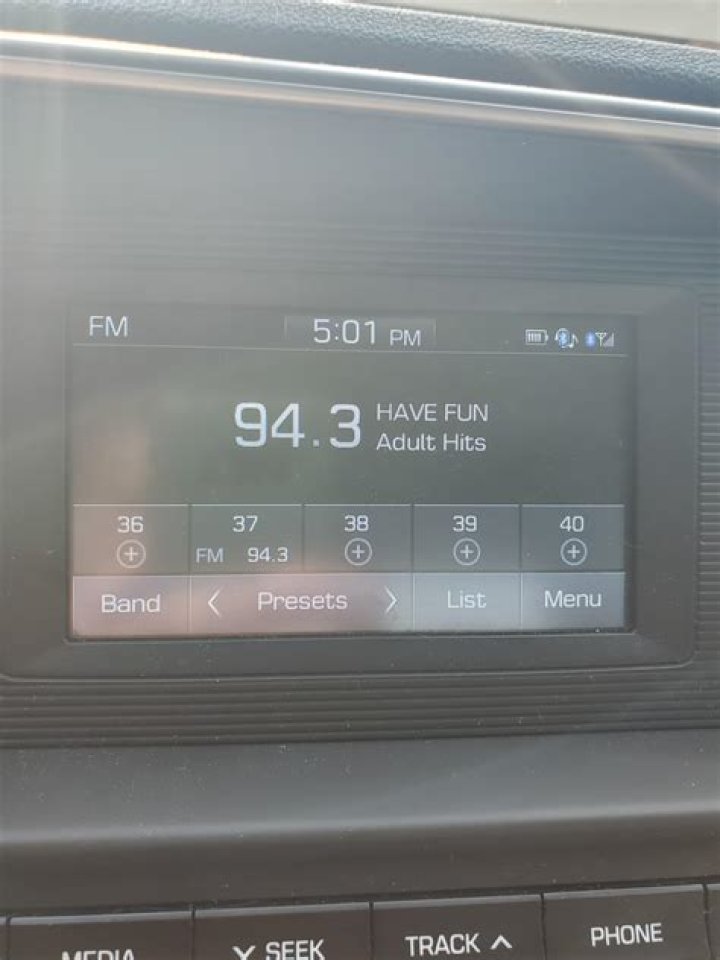 FM 5:01 PM
94.3 HAVE FUN
Adult Hits
36 37 38 39 40
+ FM 94.3 + + +
Band < Presets > List Menu
MEDIA ∨ SEEK TRACK ∧ PHONE